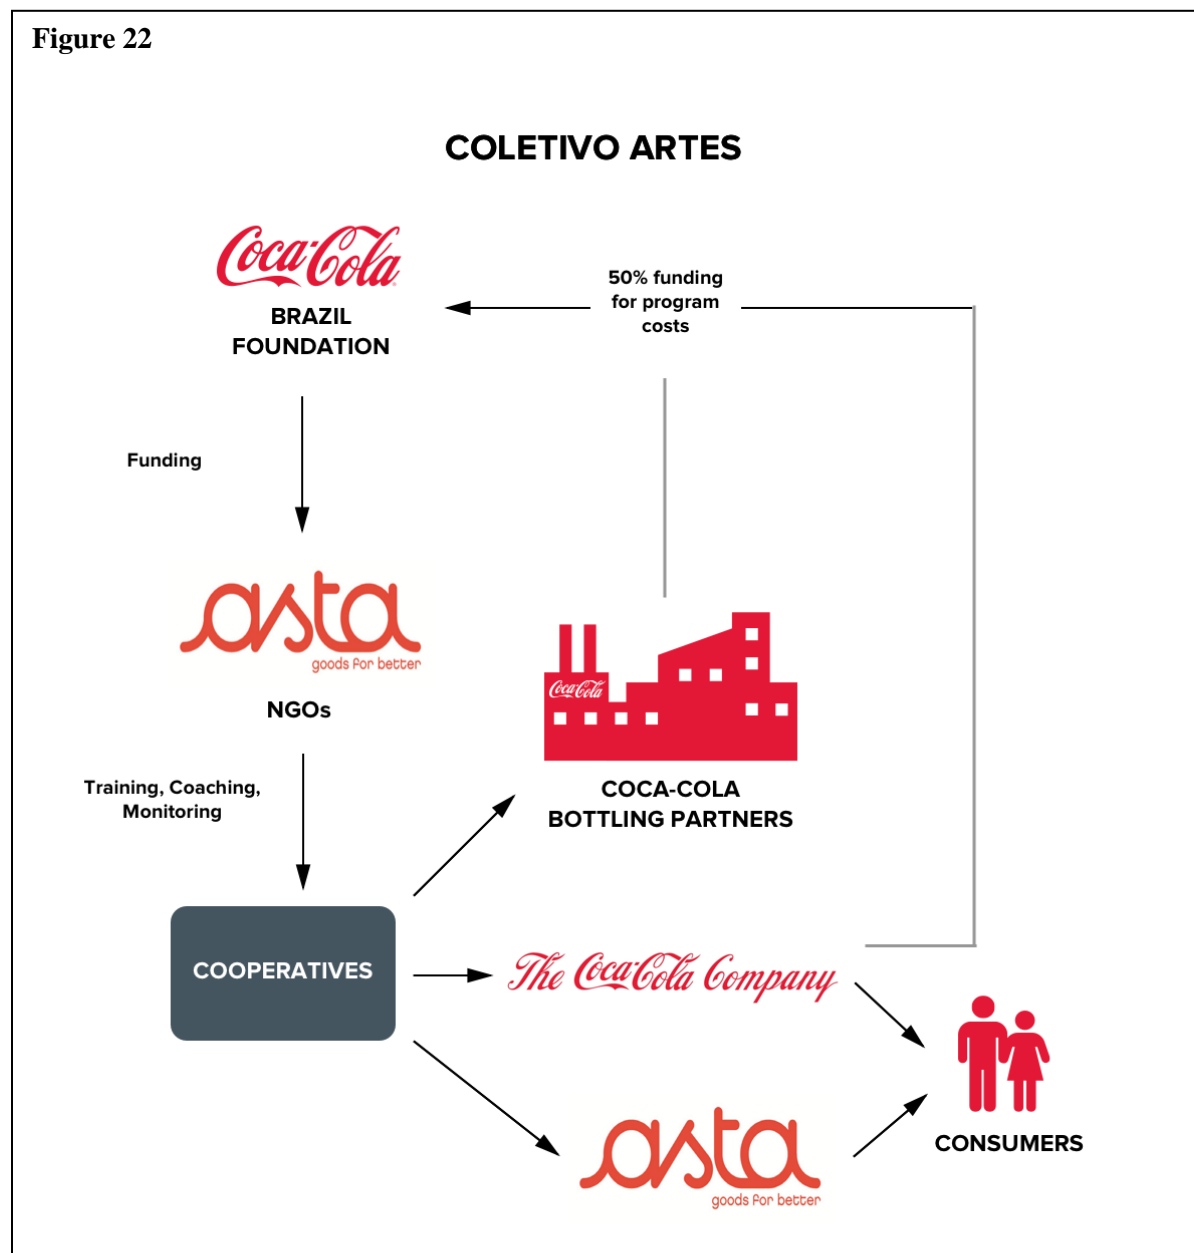 Figure 22
COLETIVO ARTES
Coca-Cola
BRAZIL
FOUNDATION
50% funding
for program
costs
Funding
asta
goods for better
NGOs
Coca-Cola
COCA-COLA
BOTTLING PARTNERS
Training, Coaching,
Monitoring
COOPERATIVES
The Coca-Cola Company
asta
goods for better
CONSUMERS